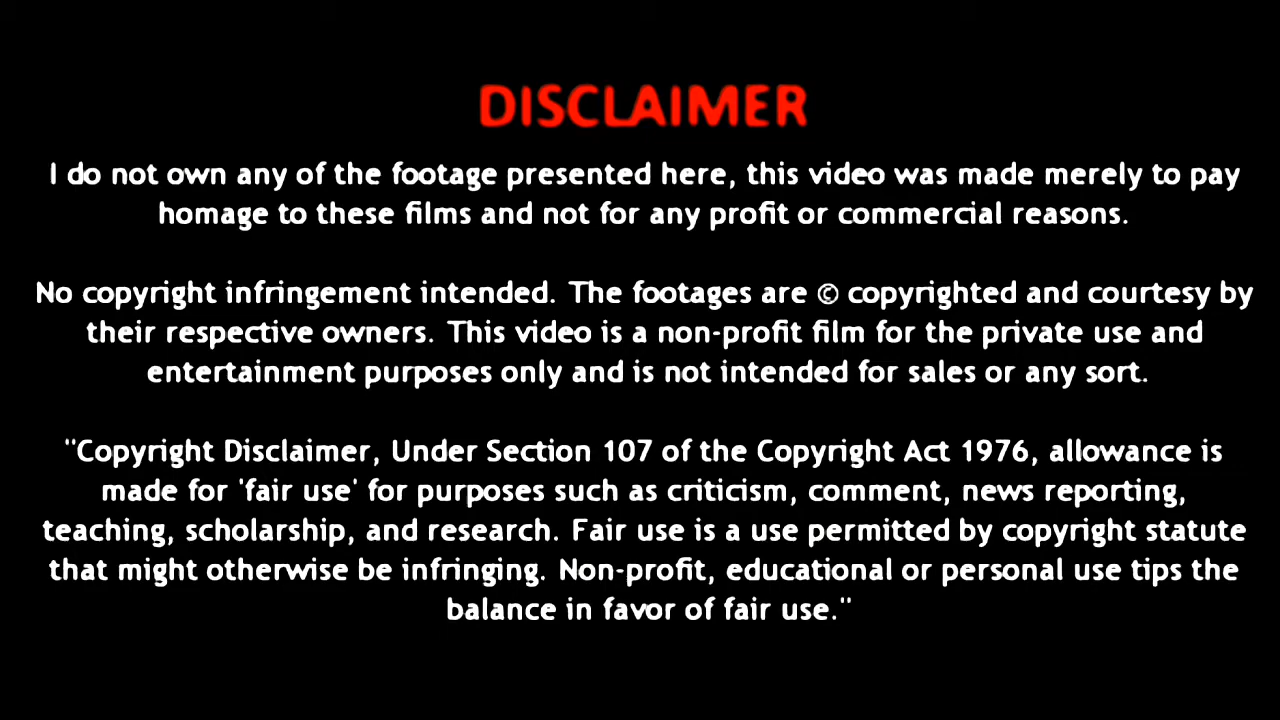 DISCLAIMER
I do not own any of the footage presented here, this video was made merely to pay
homage to these films and not for any profit or commercial reasons.
No copyright infringement intended. The footages are © copyrighted and courtesy by
their respective owners. This video is a non-profit film for the private use and
entertainment purposes only and is not intended for sales or any sort.
"Copyright Disclaimer, Under Section 107 of the Copyright Act 1976, allowance is
made for 'fair use' for purposes such as criticism, comment, news reporting,
teaching, scholarship, and research. Fair use is a use permitted by copyright statute
that might otherwise be infringing. Non-profit, educational or personal use tips the
balance in favor of fair use."